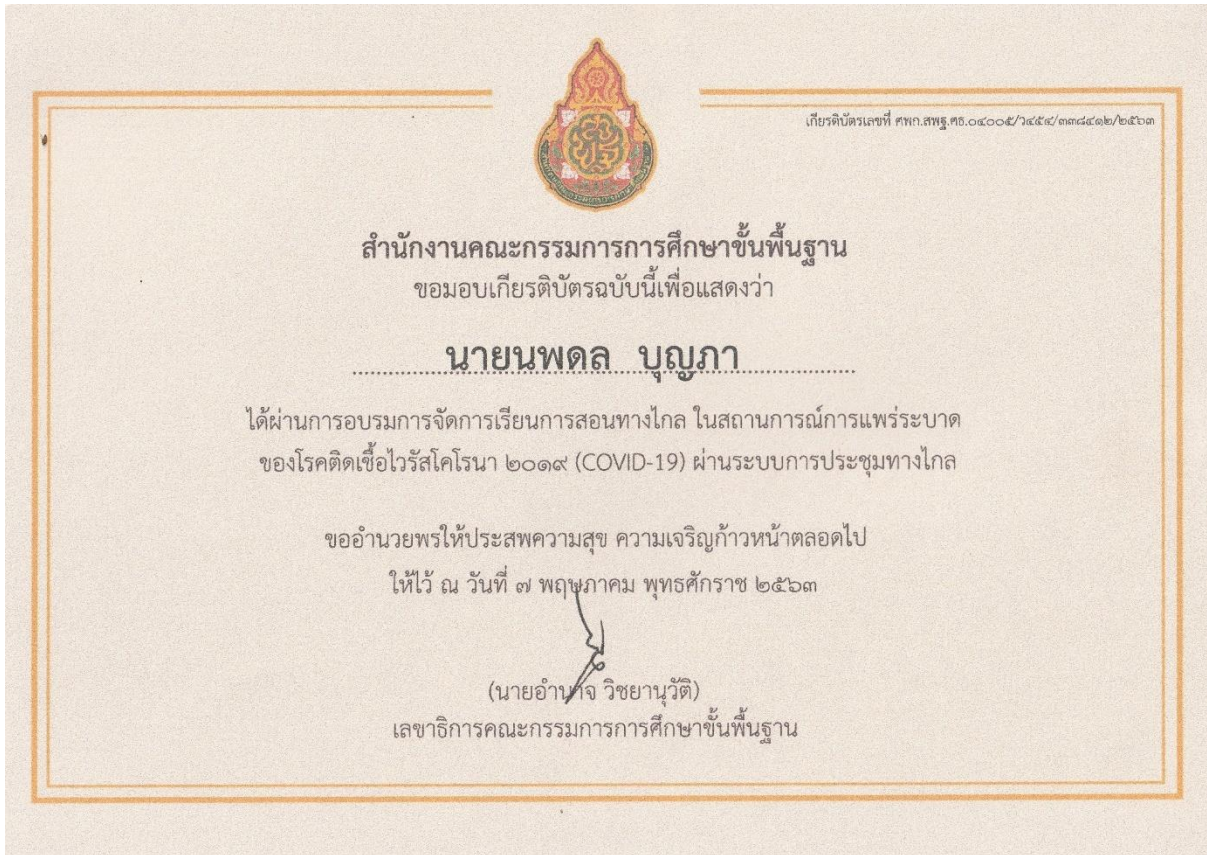 เกียรติบัตรเลขที่ ศพก.สพฐ.ศธ.๐๔๐๐๕/ว๔๕๔/๓๓๘๔๑๒/๒๕๖๓
สำนักงานคณะกรรมการการศึกษาขั้นพื้นฐาน
ขอมอบเกียรติบัตรฉบับนี้เพื่อแสดงว่า
นายนพดล บุญภา
ได้ผ่านการอบรมการจัดการเรียนการสอนทางไกล ในสถานการณ์การแพร่ระบาด
ของโรคติดเชื้อไวรัสโคโรนา ๒๐๑๙ (COVID-19) ผ่านระบบการประชุมทางไกล
ขออำนวยพรให้ประสพความสุข ความเจริญก้าวหน้าตลอดไป
ให้ไว้ ณ วันที่ ๗ พฤษภาคม พุทธศักราช ๒๕๖๓
(นายอำนาจ วิชยานุวัติ)
เลขาธิการคณะกรรมการการศึกษาขั้นพื้นฐาน